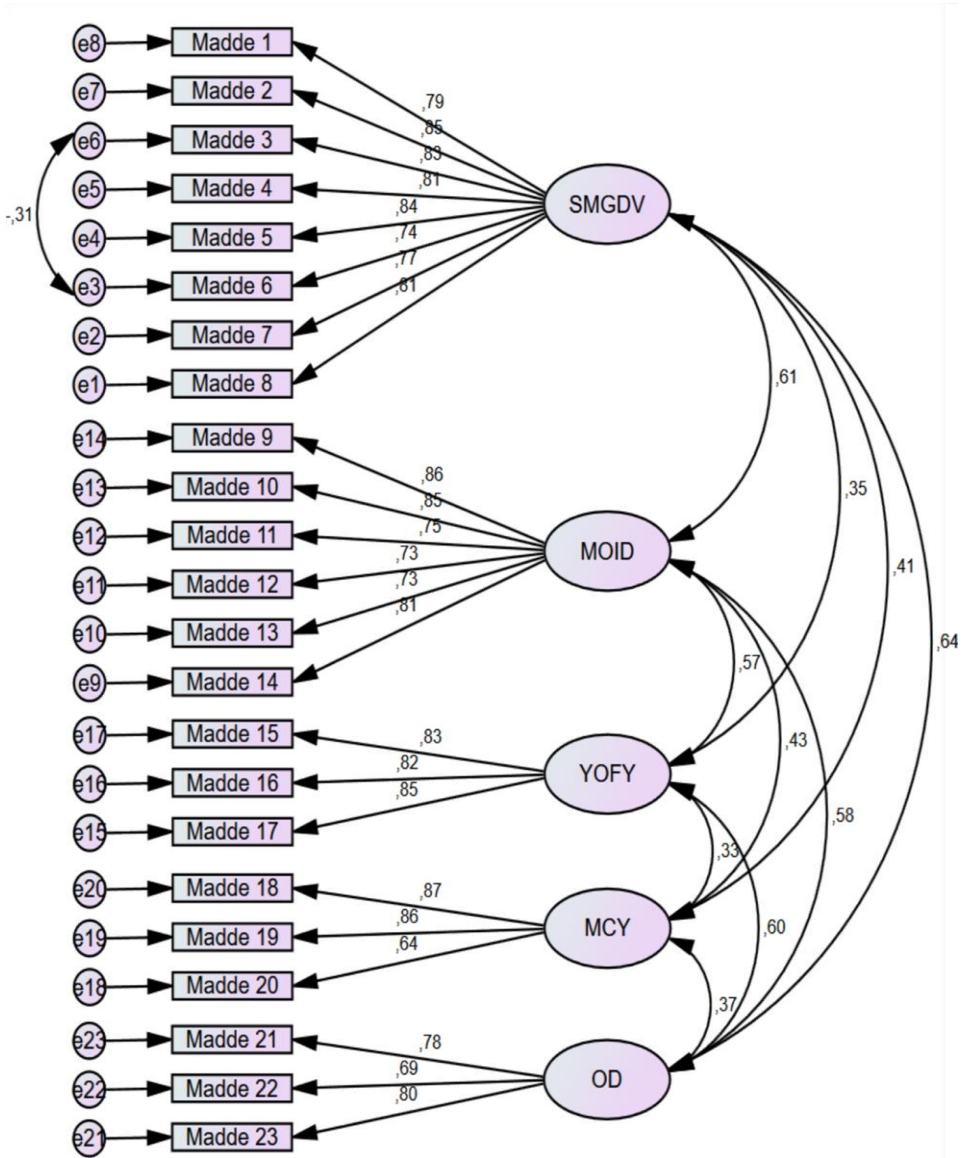 e8 Madde 1
,79
e7 Madde 2
,85
e6 Madde 3
,83
e5 Madde 4
,81
SMGDV
-,31
e4 Madde 5
,84
e3 Madde 6
,74
e2 Madde 7
,77
e1 Madde 8
,81
,61
e14 Madde 9
,86
e13 Madde 10
,85
,35
e12 Madde 11
,75
MOID
,41
e11 Madde 12
,73
e10 Madde 13
,73
,64
e9 Madde 14
,81
,57
e17 Madde 15
,83
,43
e16 Madde 16
,82
YOFY
e15 Madde 17
,85
,58
,33
e20 Madde 18
,87
e19 Madde 19
,86
MCY
,60
e18 Madde 20
,64
,37
e23 Madde 21
,78
e22 Madde 22
,69
OD
e21 Madde 23
,80